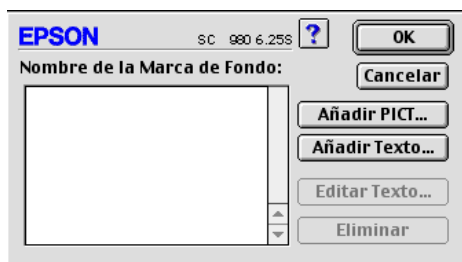 EPSON SC 980 6.25S ? OK
Nombre de la Marca de Fondo:
Cancelar
Añadir PICT...
Añadir Texto...
Editar Texto...
Eliminar